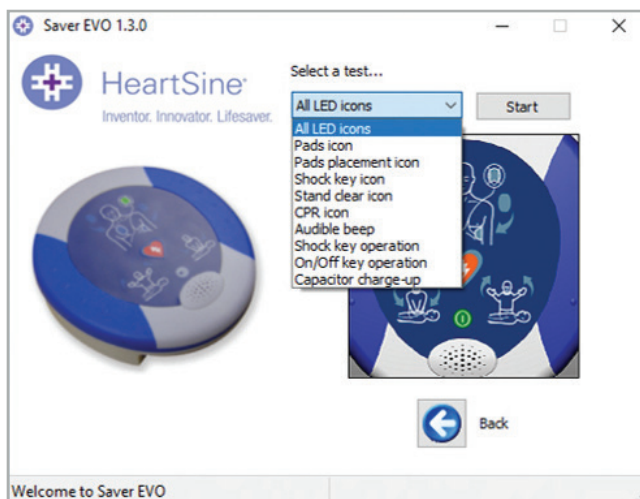 Saver EVO 1.3.0
HeartSine®
Inventor. Innovator. Lifesaver.
Select a test...
All LED icons
Start
All LED icons
Pads icon
Pads placement icon
Shock key icon
Stand clear icon
CPR icon
Audible beep
Shock key operation
On/Off key operation
Capacitor charge-up
Back
Welcome to Saver EVO